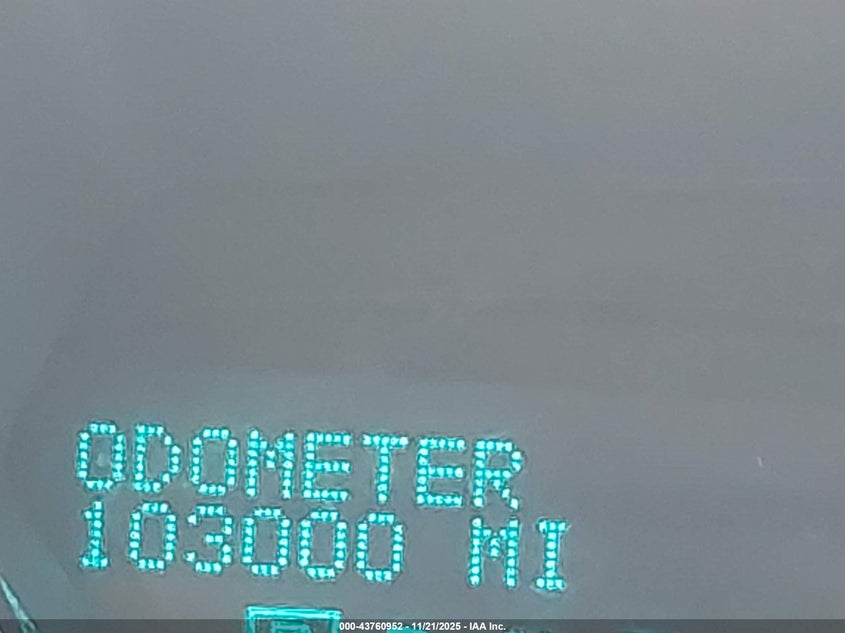 ODOMETER
103000 MI
000-43760952 - 11/21/2025 - IAA Inc.